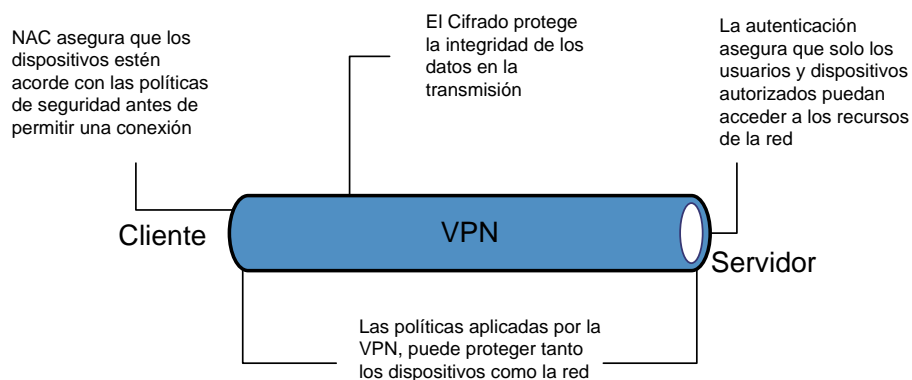 NAC asegura que los
dispositivos estén
acorde con las políticas
de seguridad antes de
permitir una conexión
El Cifrado protege
la integridad de los
datos en la
transmisión
La autenticación
asegura que solo los
usuarios y dispositivos
autorizados puedan
acceder a los recursos
de la red
Cliente
VPN
Servidor
Las políticas aplicadas por la
VPN, puede proteger tanto
los dispositivos como la red